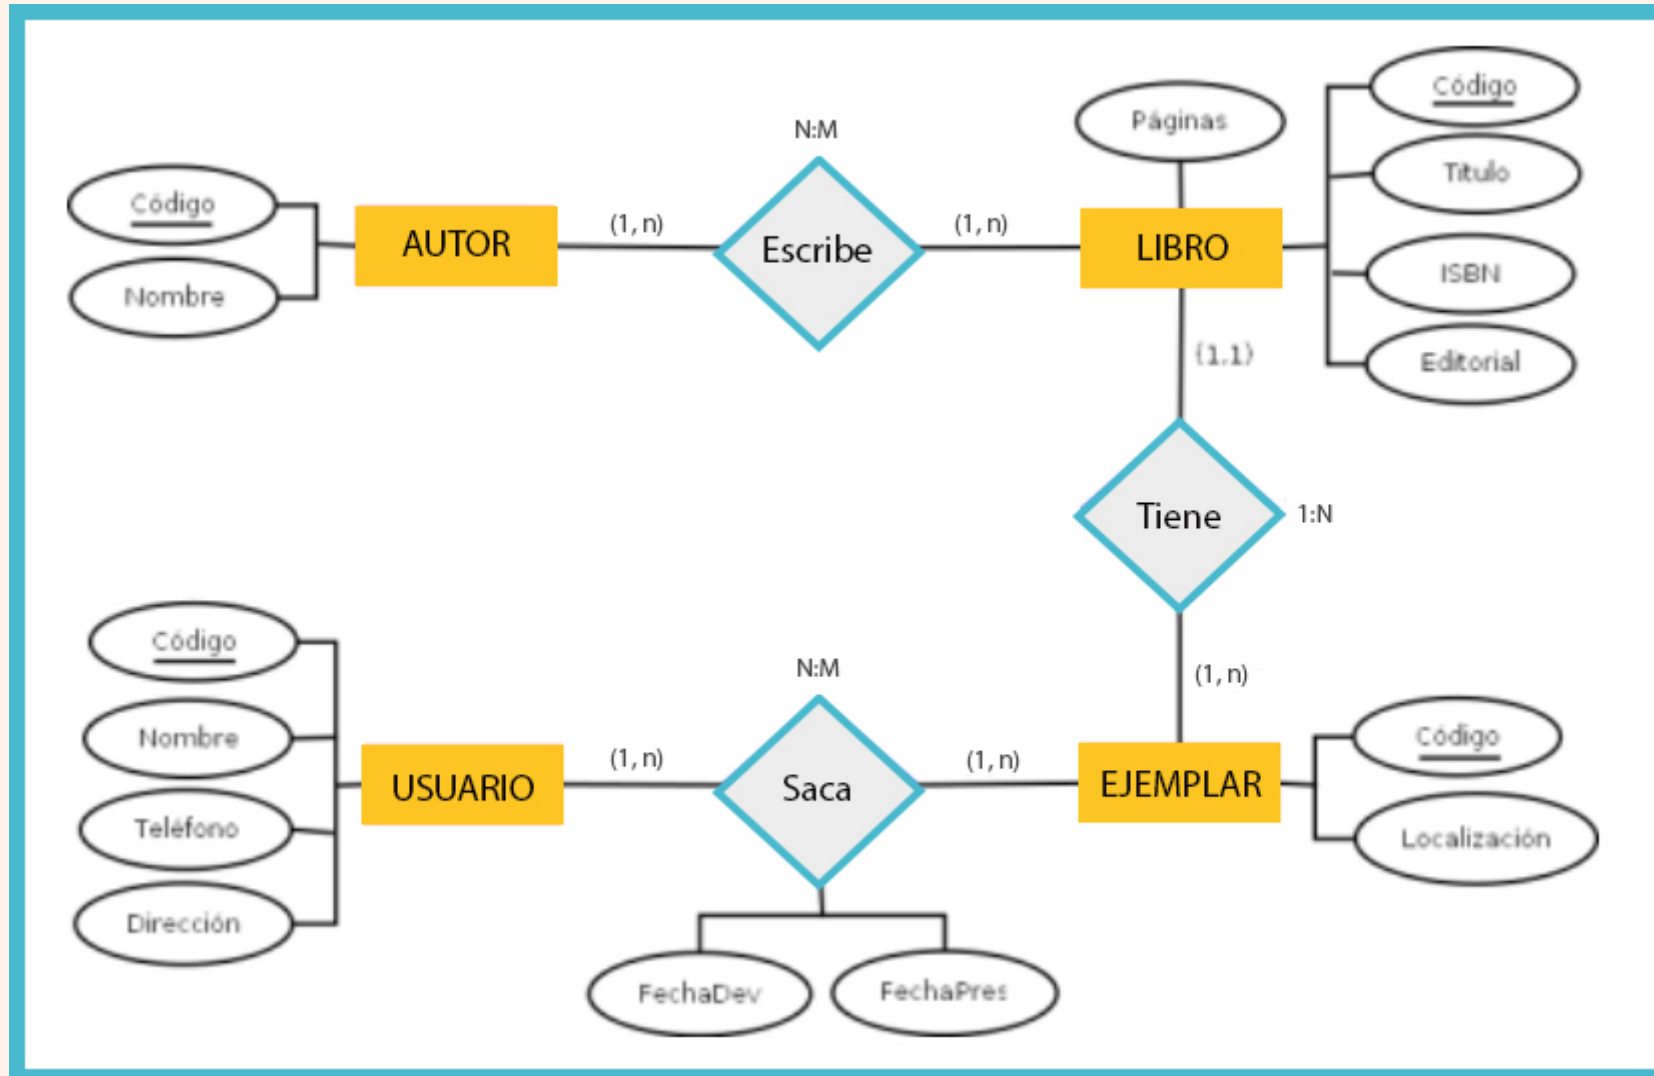 Código
Nombre
AUTOR
(1, n)
N:M
Escribe
(1, n)
Páginas
LIBRO
Código
Titulo
ISBN
Editorial
(1,1)
Tiene
1:N
(1, n)
Código
Nombre
Teléfono
Dirección
USUARIO
(1, n)
N:M
Saca
(1, n)
EJEMPLAR
Código
Localización
FechaDev
FechaPres